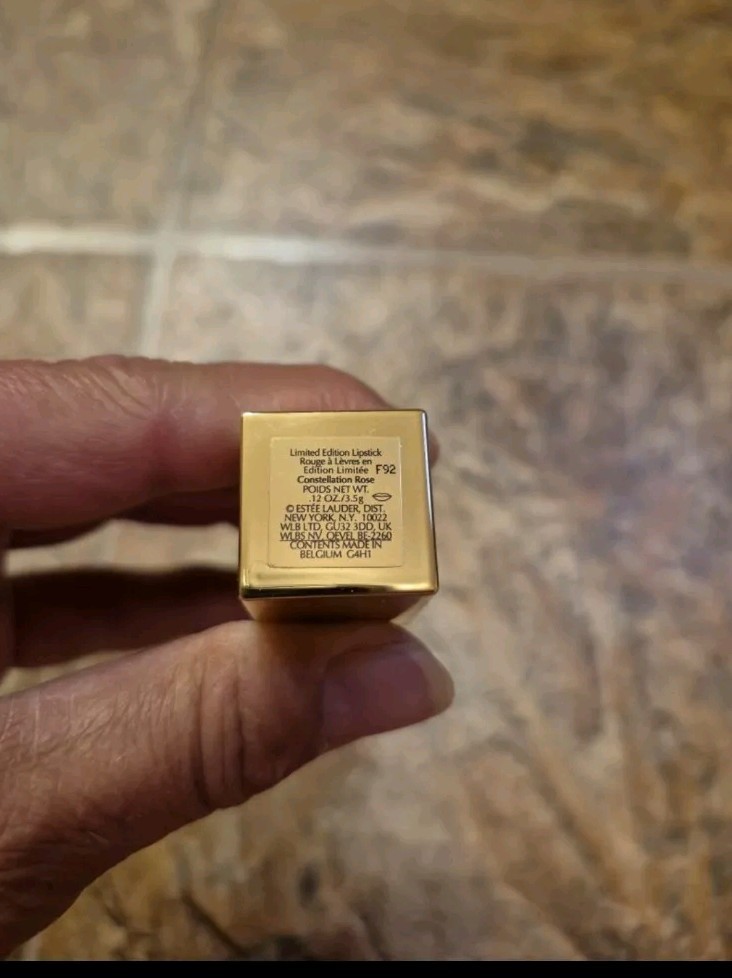 Limited Edition Lipstick
Rouge à Lèvres en
Edition Limitée F92
Constellation Rose
POIDS NET WT.
.12 OZ./3.5g
© ESTĒE LAUDER, DIST.
NEW YORK, N.Y. 10022
WLB LTD, GU32 3DD, UK
WLBS NV, OEVEL BE-2260
CONTENTS MADE IN
BELGIUM G4H1